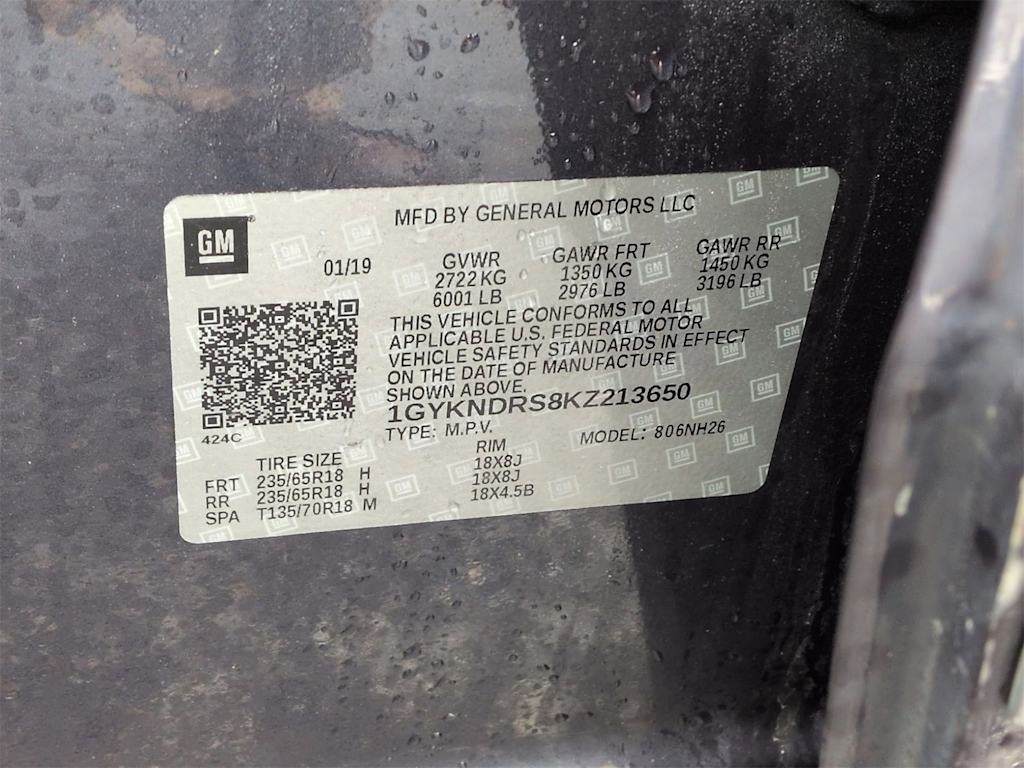 GM
MFD BY GENERAL MOTORS LLC
01/19
GVWR GAWR FRT GAWR RR
2722 KG 1350 KG 1450 KG
6001 LB 2976 LB 3196 LB
THIS VEHICLE CONFORMS TO ALL
APPLICABLE U.S. FEDERAL MOTOR
VEHICLE SAFETY STANDARDS IN EFFECT
ON THE DATE OF MANUFACTURE
SHOWN ABOVE.
1GYKNDRS8KZ213650
TYPE: M.P.V. MODEL: 806NH26
424C
TIRE SIZE RIM
FRT 235/65R18 H 18X8J
RR 235/65R18 H 18X8J
SPA T135/70R18 M 18X4.5B